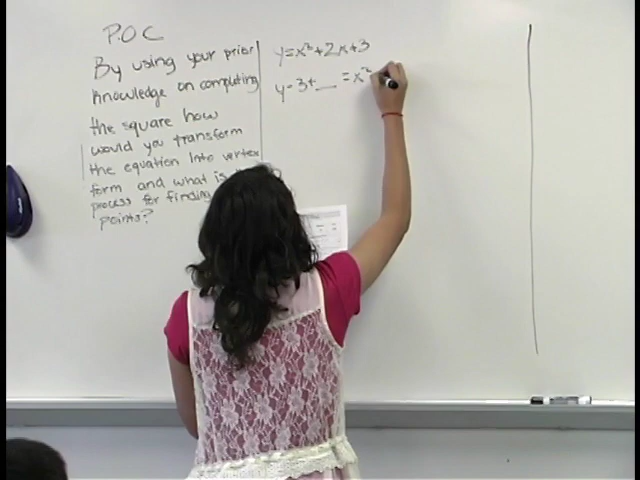 P.O.C
By using your prior
knowledge on completing
the square how
would you transform
the equation into vertex
form and what is
process for finding
points?
y=x²+2x+3
y-3+__=x²